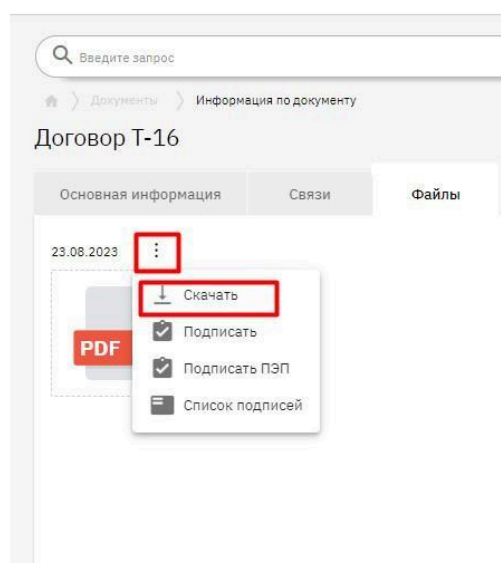 Введите запрос
Документы
Информация по документу
Договор Т-16
Основная информация
Связи
Файлы
23.08.2023
Скачать
PDF
Подписать
Подписать ПЭП
Список подписей